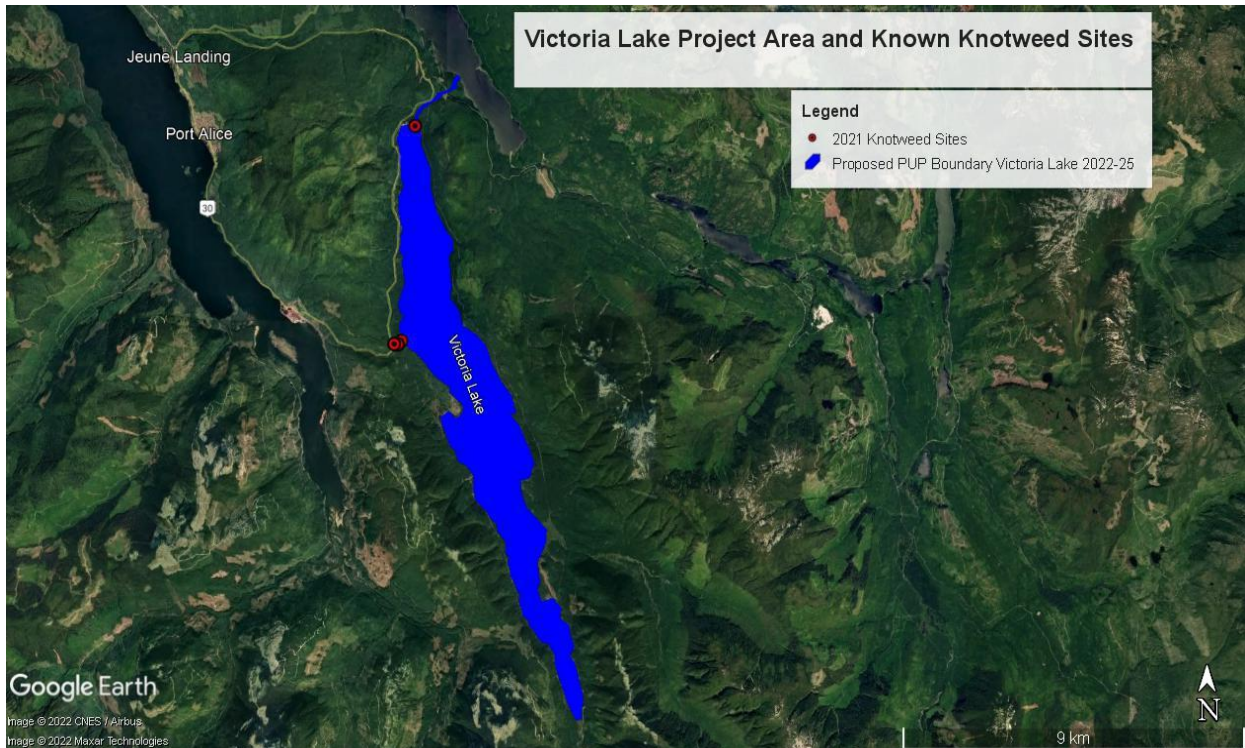 Victoria Lake Project Area and Known Knotweed Sites
Legend
2021 Knotweed Sites
Proposed PUP Boundary Victoria Lake 2022-25
Jeune Landing
Port Alice
30
Victoria Lake
Google Earth
Image © 2022 CNES / Airbus
Image © 2022 Maxar Technologies
N
9 km